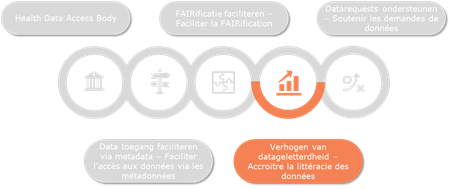 Health Data Access Body
FAIRificatie faciliteren –
Faciliter la FAIRification
Datarequests ondersteunen
– Soutenir les demandes de
données
Data toegang faciliteren
via metadata – Faciliter
l'accès aux données via les
métadonnées
Verhogen van
datageletterdheid –
Accroitre la littéracie des
données